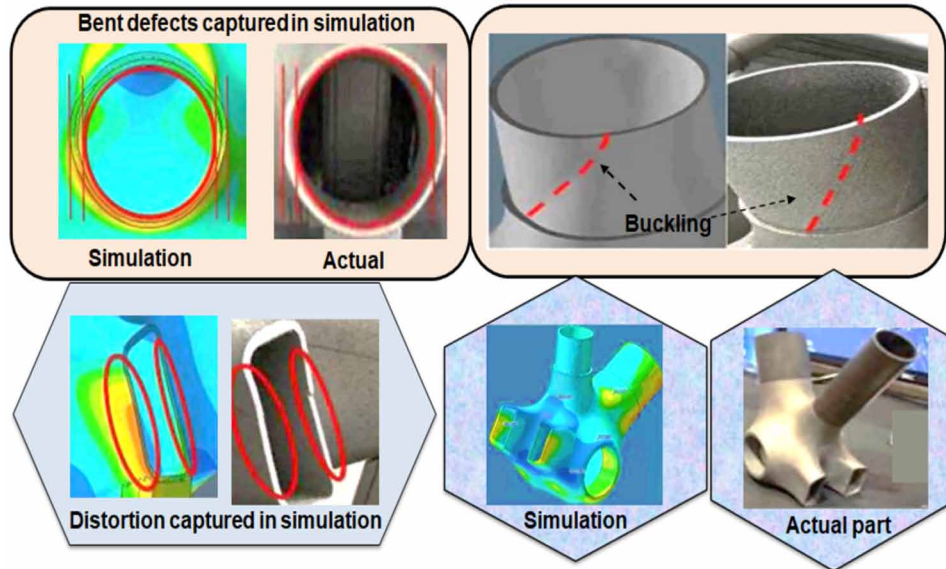 Bent defects captured in simulation
Simulation
Actual
Buckling
Distortion captured in simulation
Simulation
Actual part